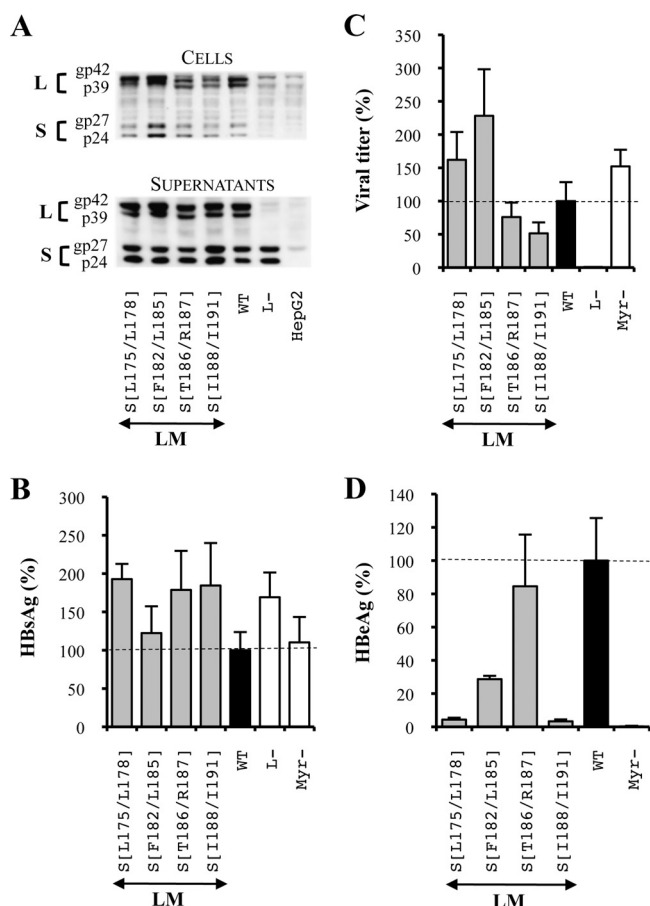 A
CELLS
L
gp42
p39
S
gp27
p24
SUPERNATANTS
L
gp42
p39
S
gp27
p24
S[L175/L178]
S[F182/L185]
S[T186/R187]
S[I188/I191]
WT
L-
HepG2
LM
C
Viral titer (%)
350
300
250
200
150
100
50
0
S[L175/L178]
S[F182/L185]
S[T186/R187]
S[I188/I191]
WT
L-
Myr-
LM
B
HBsAg (%)
300
250
200
150
100
50
0
S[L175/L178]
S[F182/L185]
S[T186/R187]
S[I188/I191]
WT
L-
Myr-
LM
D
HBeAg (%)
140
120
100
80
60
40
20
0
S[L175/L178]
S[F182/L185]
S[T186/R187]
S[I188/I191]
WT
Myr-
LM